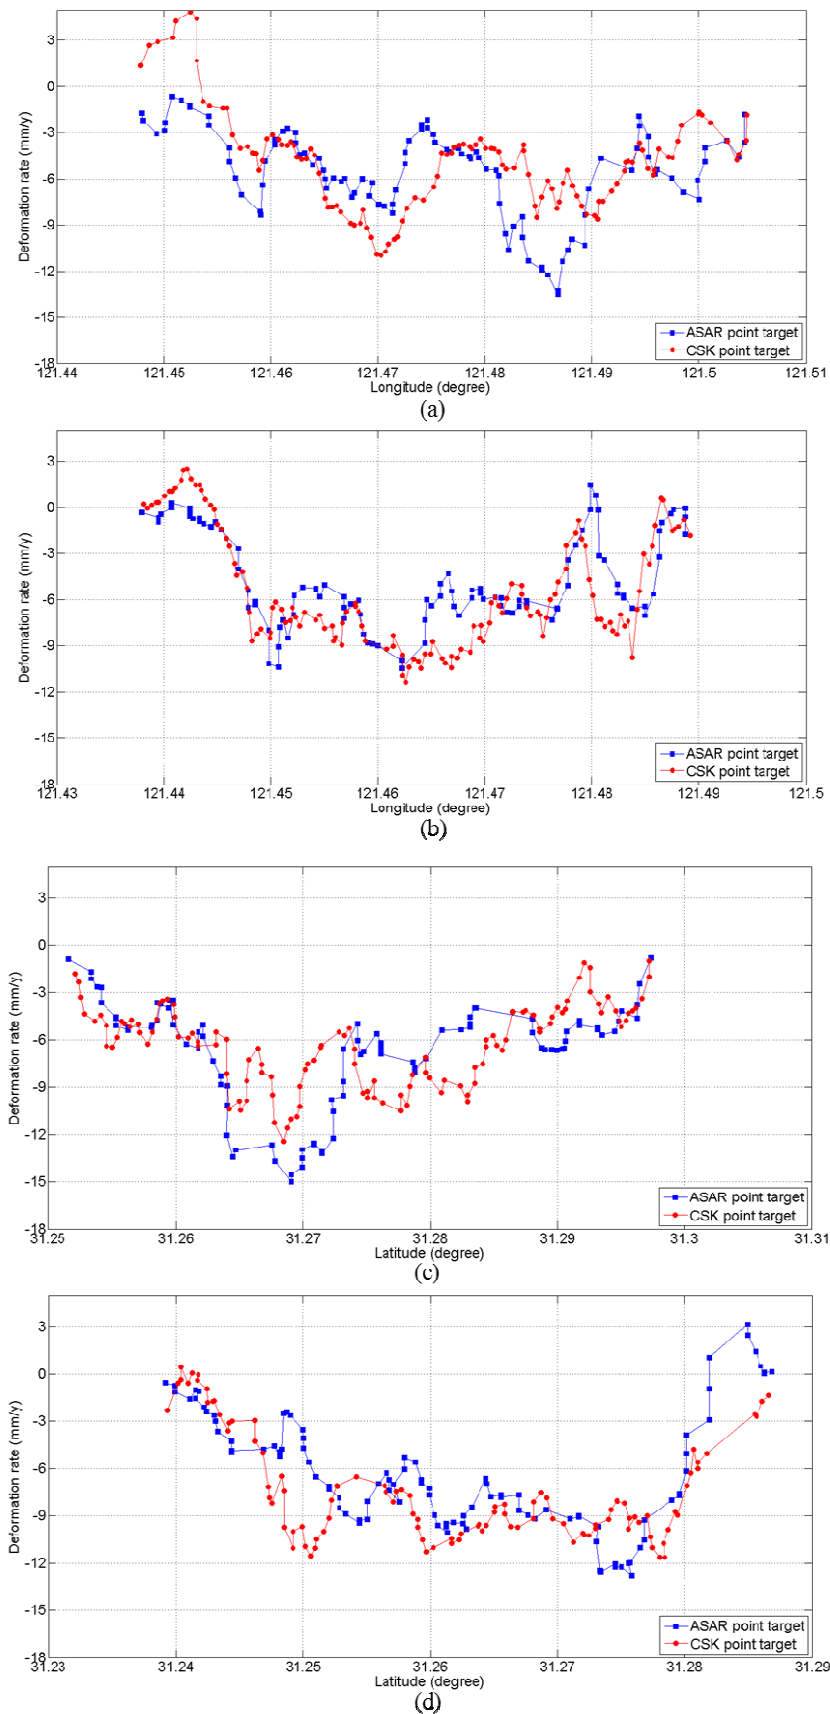 3
0
-3
-6
-9
-12
-15
-18
Deformation rate (mm/y)
121.44 121.45 121.46 121.47 121.48 121.49 121.5 121.51
Longitude (degree)
ASAR point target
CSK point target
(a)
3
0
-3
-6
-9
-12
-15
-18
Deformation rate (mm/y)
121.43 121.44 121.45 121.46 121.47 121.48 121.49 121.5
Longitude (degree)
ASAR point target
CSK point target
(b)
3
0
-3
-6
-9
-12
-15
-18
Deformation rate (mm/y)
31.25 31.26 31.27 31.28 31.29 31.3 31.31
Latitude (degree)
ASAR point target
CSK point target
(c)
3
0
-3
-6
-9
-12
-15
-18
Deformation rate (mm/y)
31.23 31.24 31.25 31.26 31.27 31.28 31.29
Latitude (degree)
ASAR point target
CSK point target
(d)